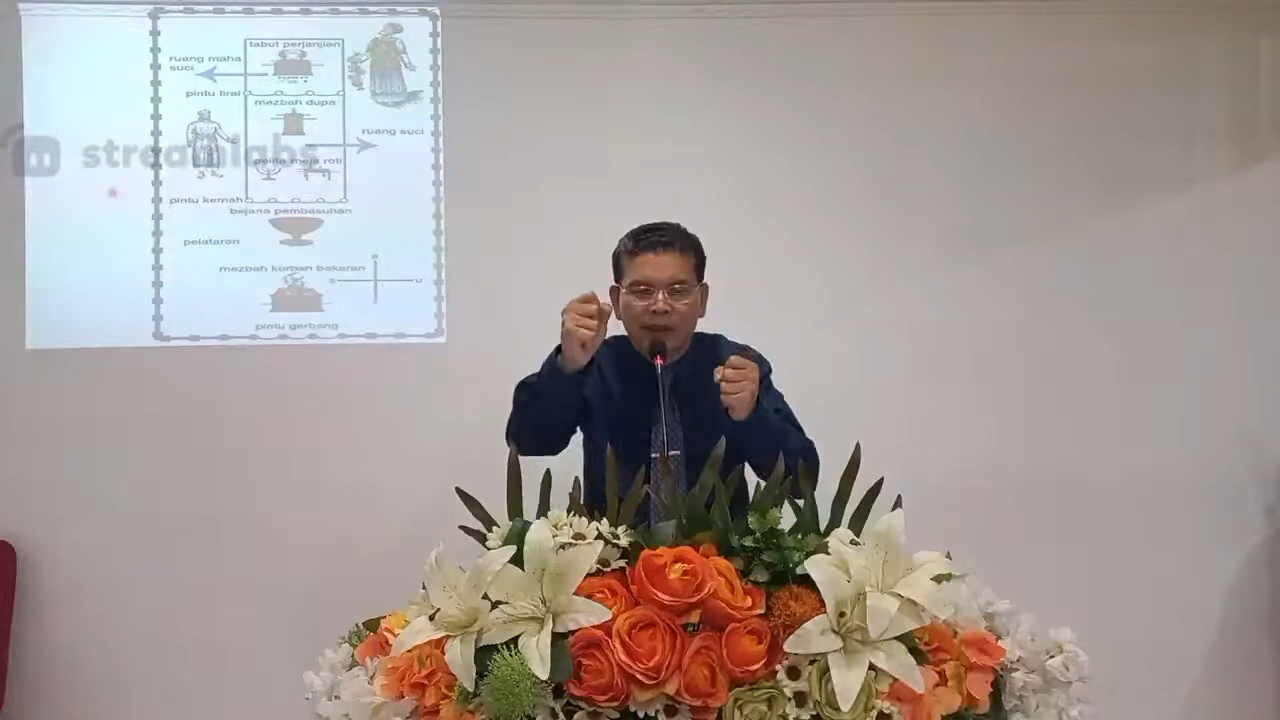 tabut perjanjian
ruang maha
suci
pintu tirai
mezbah dupa
ruang suci
streamlabs
pelita meja roti
pintu kemah
bejana pembasuhan
pelataran
mezbah korban bakaran
s
u
pintu gerbang